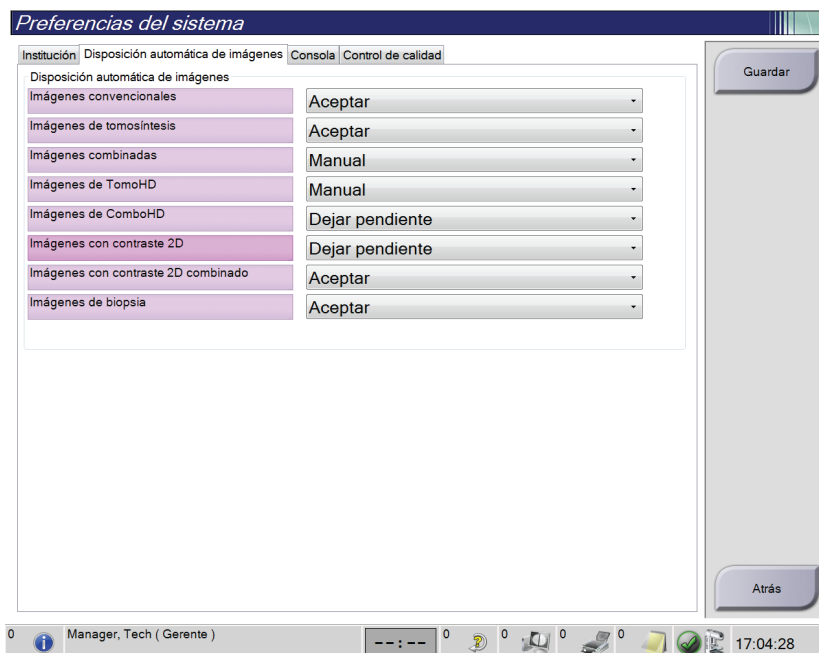 Preferencias del sistema
Institución Disposición automática de imágenes Consola Control de calidad
Disposición automática de imágenes
Imágenes convencionales Aceptar
Imágenes de tomosíntesis Aceptar
Imágenes combinadas Manual
Imágenes de TomoHD Manual
Imágenes de ComboHD Dejar pendiente
Imágenes con contraste 2D Dejar pendiente
Imágenes con contraste 2D combinado Aceptar
Imágenes de biopsia Aceptar
Guardar
Atrás
0 Manager, Tech ( Gerente ) --:-- 0 0 0 0 17:04:28